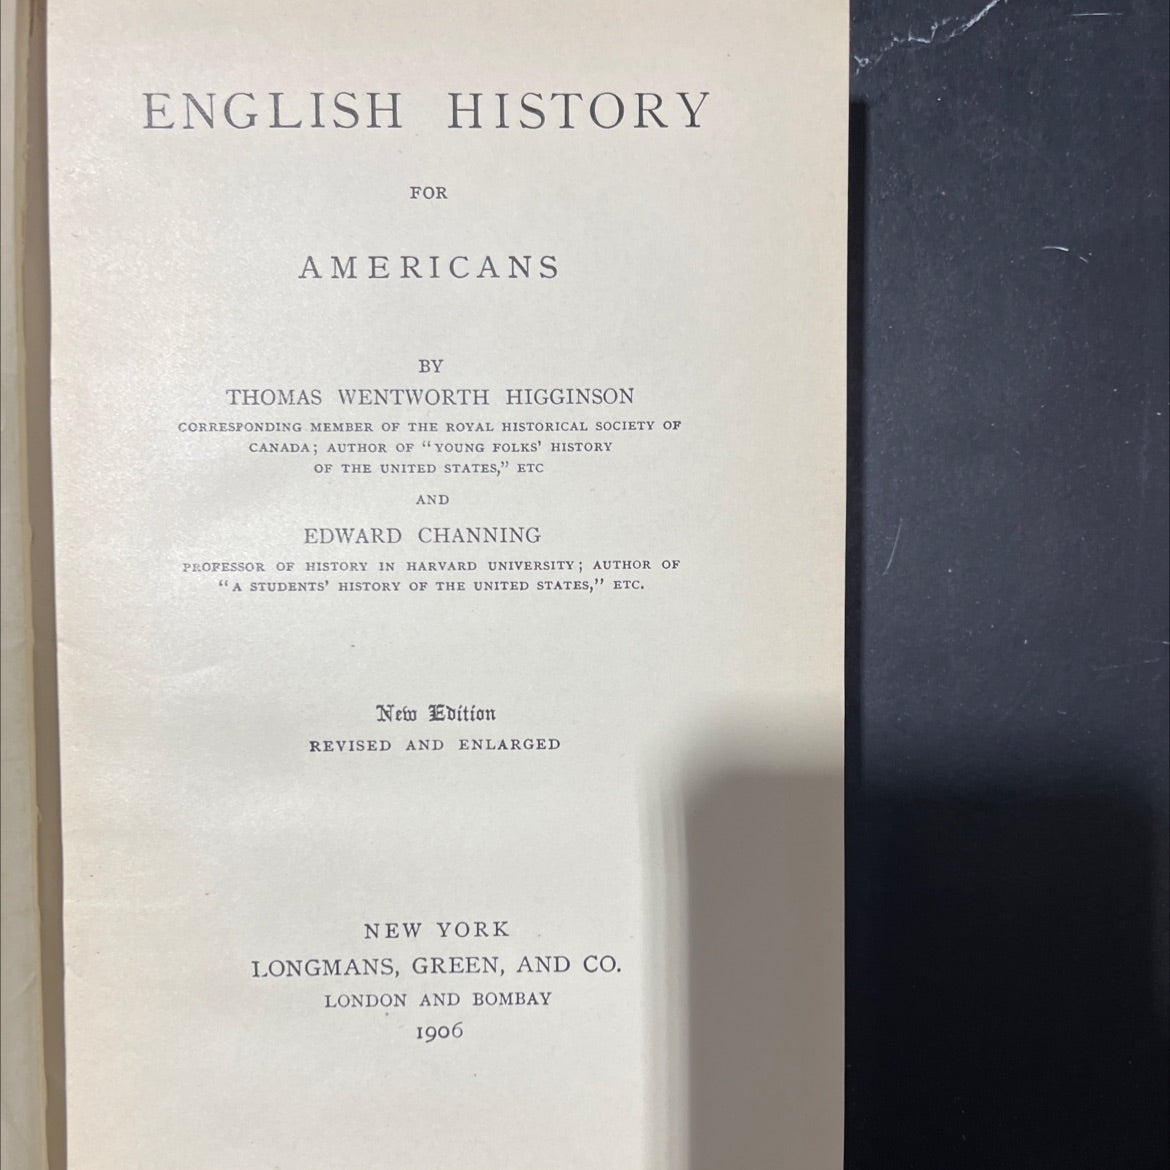 ENGLISH HISTORY
FOR
AMERICANS
BY
THOMAS WENTWORTH HIGGINSON
CORRESPONDING MEMBER OF THE ROYAL HISTORICAL SOCIETY OF
CANADA; AUTHOR OF "YOUNG FOLKS' HISTORY
OF THE UNITED STATES," ETC
AND
EDWARD CHANNING
PROFESSOR OF HISTORY IN HARVARD UNIVERSITY; AUTHOR OF
"A STUDENTS' HISTORY OF THE UNITED STATES," ETC.
New Edition
REVISED AND ENLARGED
NEW YORK
LONGMANS, GREEN, AND CO.
LONDON AND BOMBAY
1906